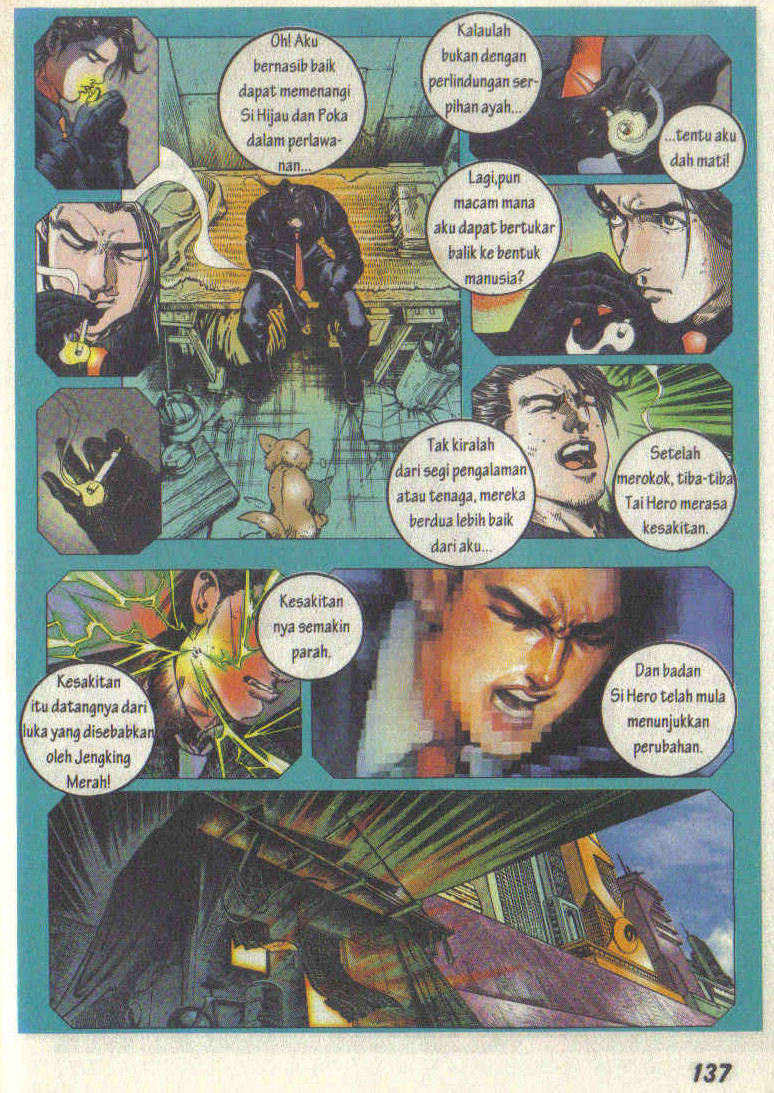 Oh! Aku
bernasib baik
dapat memenangi
Si Hijau dan Poka
dalam perlawa-
nan...
Kalaulah
bukan dengan
perlindungan ser-
pihan ayah...
...tentu aku
dah mati!
Lagi,pun
macam mana
aku dapat bertukar
balik ke bentuk
manusia?
Tak kiralah
dari segi pengalaman
atau tenaga, mereka
berdua lebih baik
dari aku...
Setelah
merokok, tiba-tiba
Tai Hero merasa
kesakitan.
Kesakitan
itu datangnya dari
luka yang disebabkan
oleh Jengking
Merah!
Kesakitan
nya semakin
parah.
Dan badan
Si Hero telah mula
menunjukkan
perubahan.
137